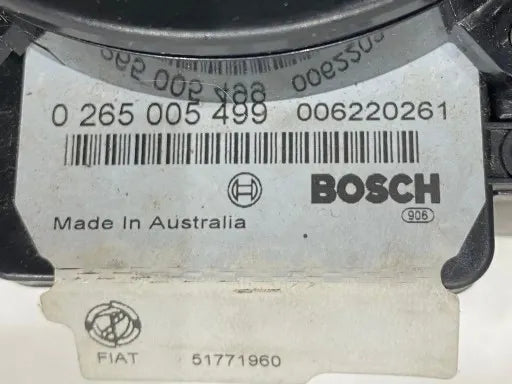 0 265 005 499 006220261
BOSCH
906
Made In Australia
FIAT 51771960